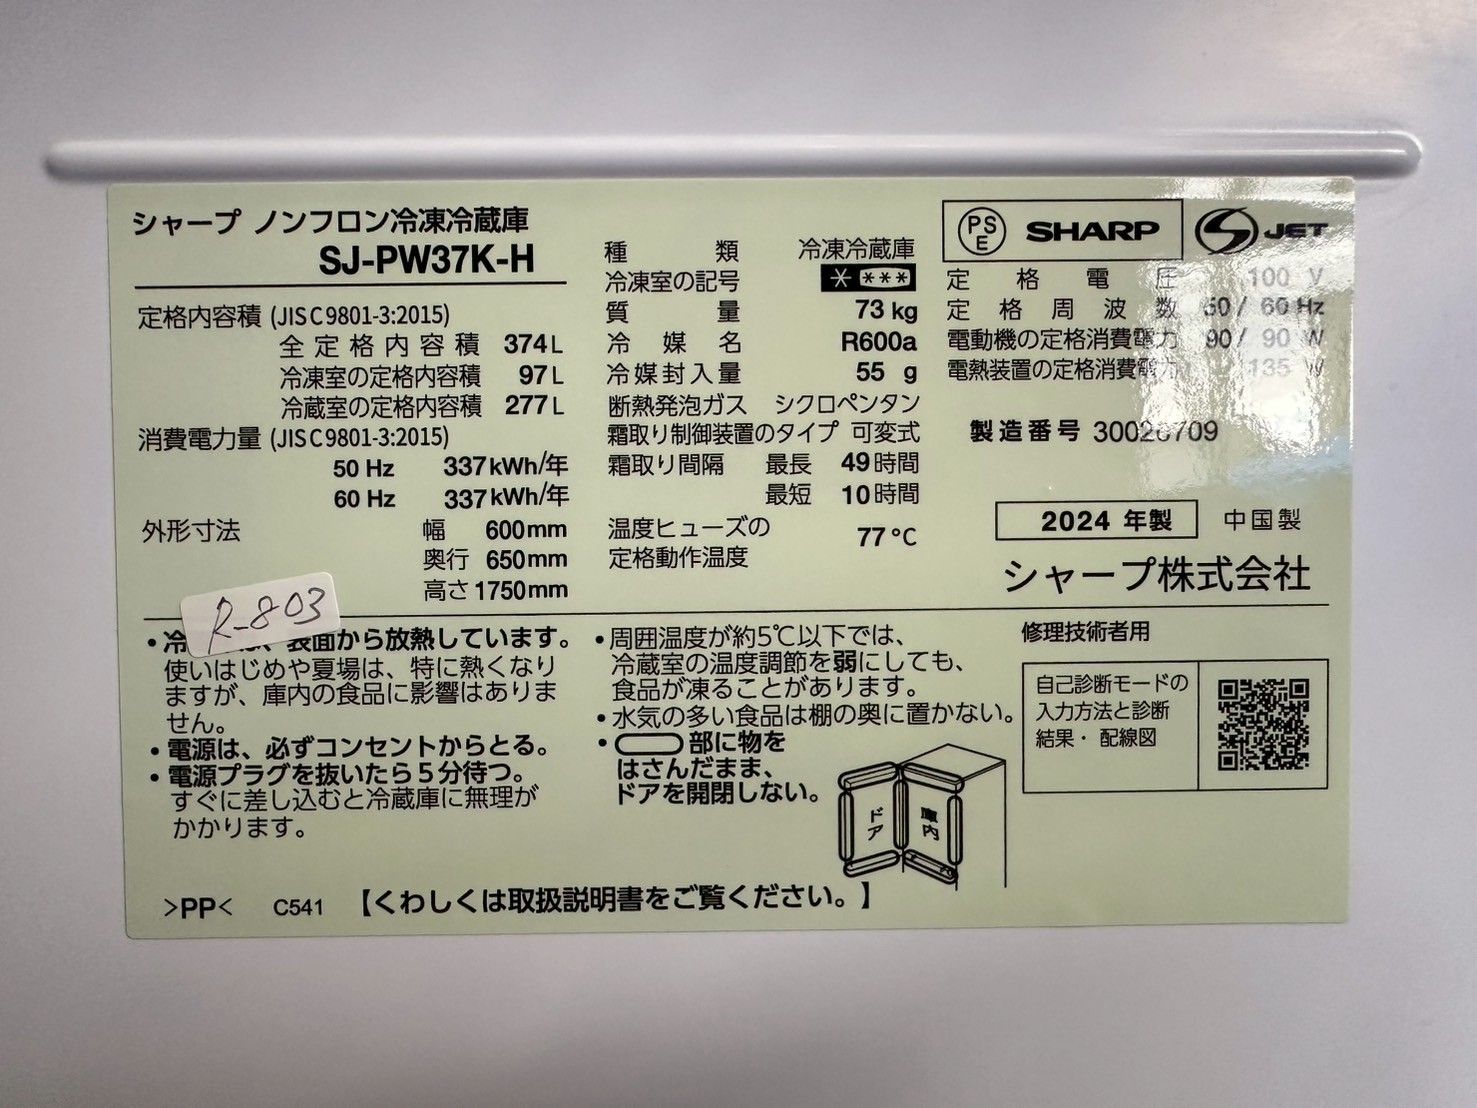 シャープ ノンフロン冷凍冷蔵庫
SJ-PW37K-H
定格内容積 (JISC9801-3:2015)
全定格内容積 374L
冷凍室の定格内容積 97L
冷蔵室の定格内容積 277L
消費電力量 (JISC9801-3:2015)
50 Hz 337kWh/年
60 Hz 337kWh/年
外形寸法 幅 600mm
奥行 650mm
高さ 1750mm
種類 冷凍冷蔵庫
冷凍室の記号 * ***
質量 73 kg
冷媒名 R600a
冷媒封入量 55 g
断熱発泡ガス シクロペンタン
霜取り制御装置のタイプ 可変式
霜取り間隔 最長 49時間
最短 10時間
温度ヒューズの
定格動作温度 77℃
PSE SHARP JET
定格電圧 100 V
定格周波数 50/ 60 Hz
電動機の定格消費電力 90/ 90 W
電熱装置の定格消費電力 135 W
製造番号
2024 年製 中国製
シャープ株式会社
R-803
・冷 、表面から放熱しています。
使いはじめや夏場は、特に熱くなり
ますが、庫内の食品に影響はありま
せん。
・電源は、必ずコンセントからとる。
・電源プラグを抜いたら5分待つ。
すぐに差し込むと冷蔵庫に無理が
かかります。
・周囲温度が約5℃以下では、
冷蔵室の温度調節を弱にしても、
食品が凍ることがあります。
・水気の多い食品は棚の奥に置かない。
・ 部に物を
はさんだまま、
ドアを開閉しない。
ドア 庫内
修理技術者用
自己診断モードの
入力方法と診断
結果・配線図
>PP< C541 【くわしくは取扱説明書をご覧ください。】